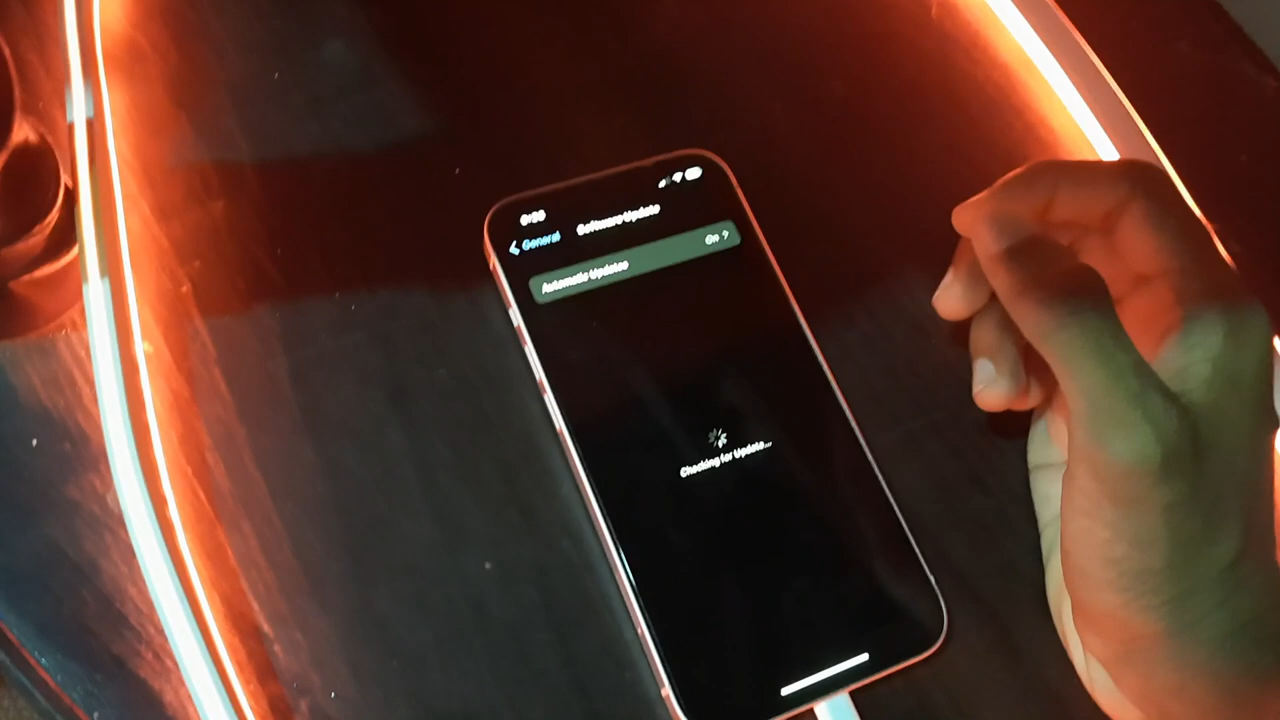 Software Update
General
Automatic Updates On
Checking for Update...